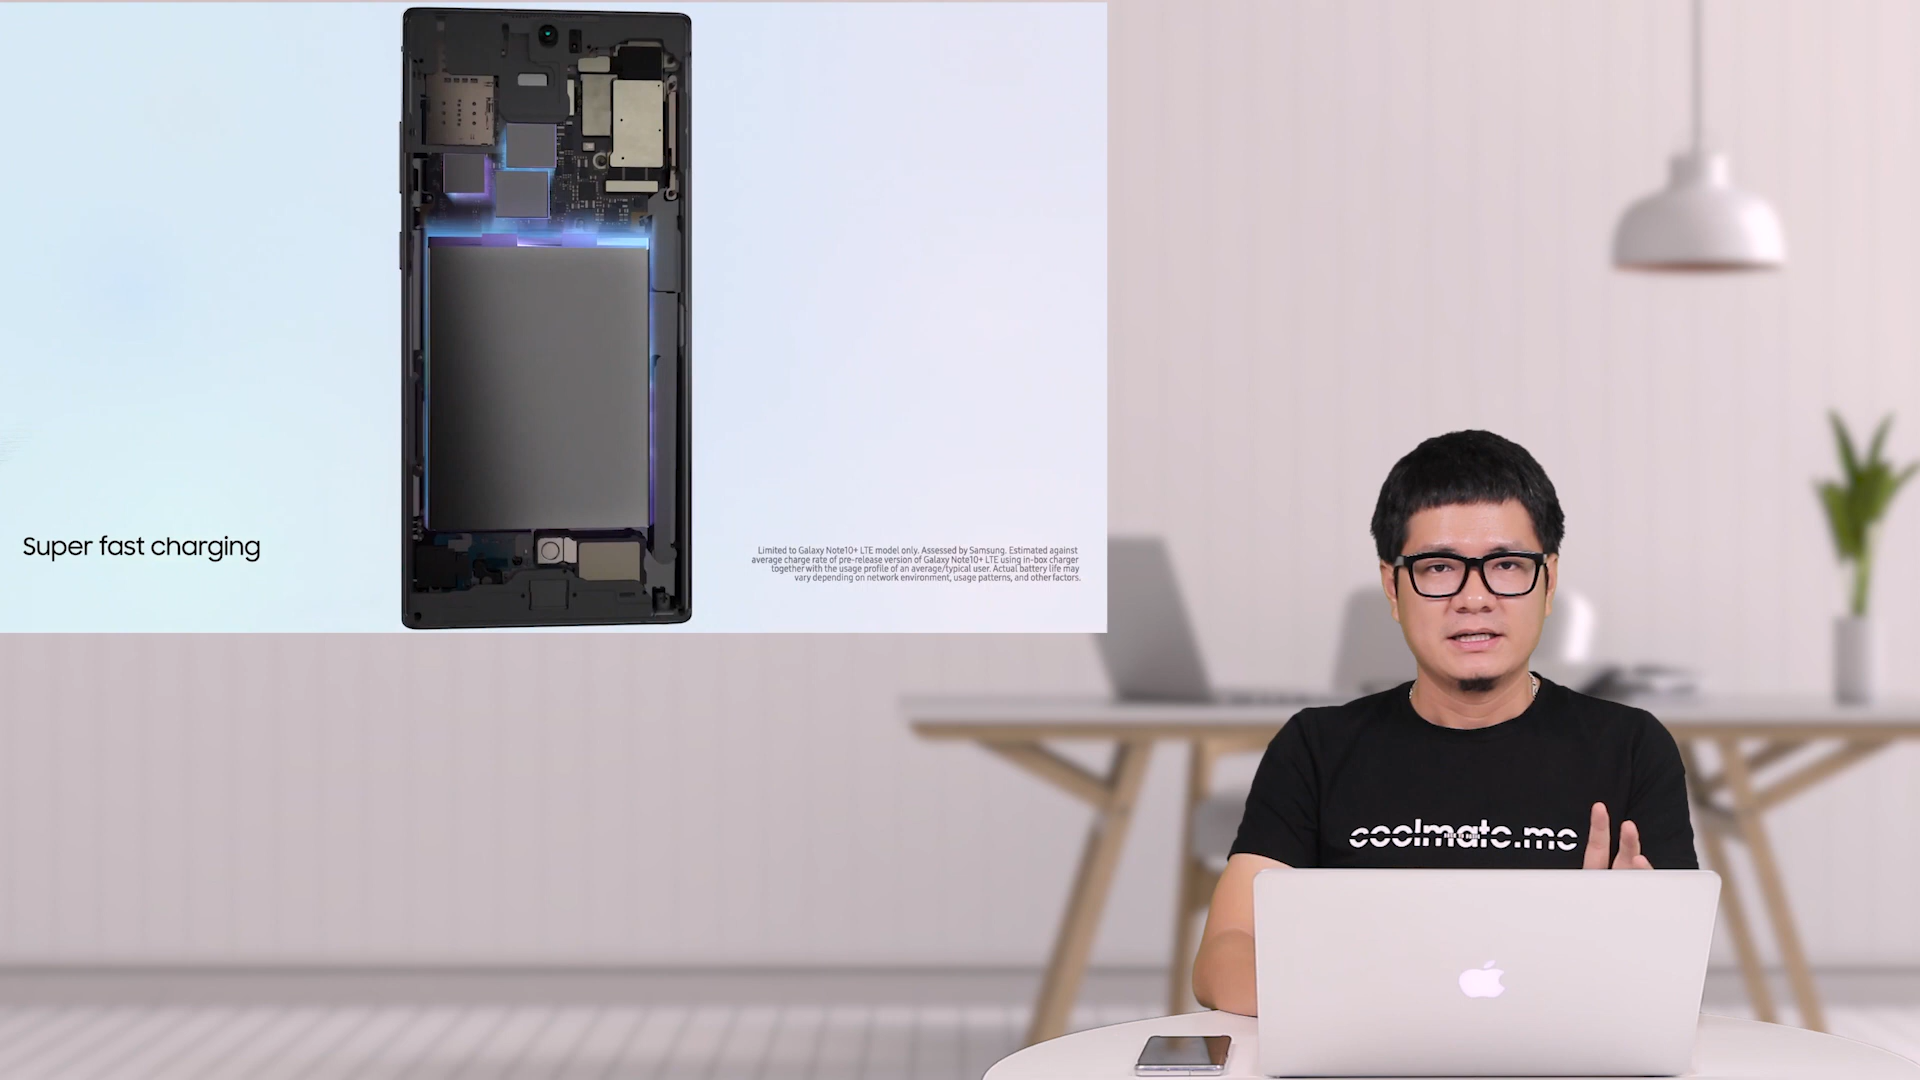 Super fast charging
Limited to Galaxy Note10+ LTE model only. Assessed by Samsung. Estimated against
average charge rate of pre-release version of Galaxy Note10+ LTE using in-box charger
together with the usage profile of an average/typical user. Actual battery life may
vary depending on network environment, usage patterns, and other factors.
coolmate.me